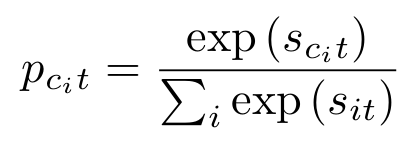 p_{c_i t} = \frac{\exp(s_{c_i t})}{\sum_i \exp(s_{it})}